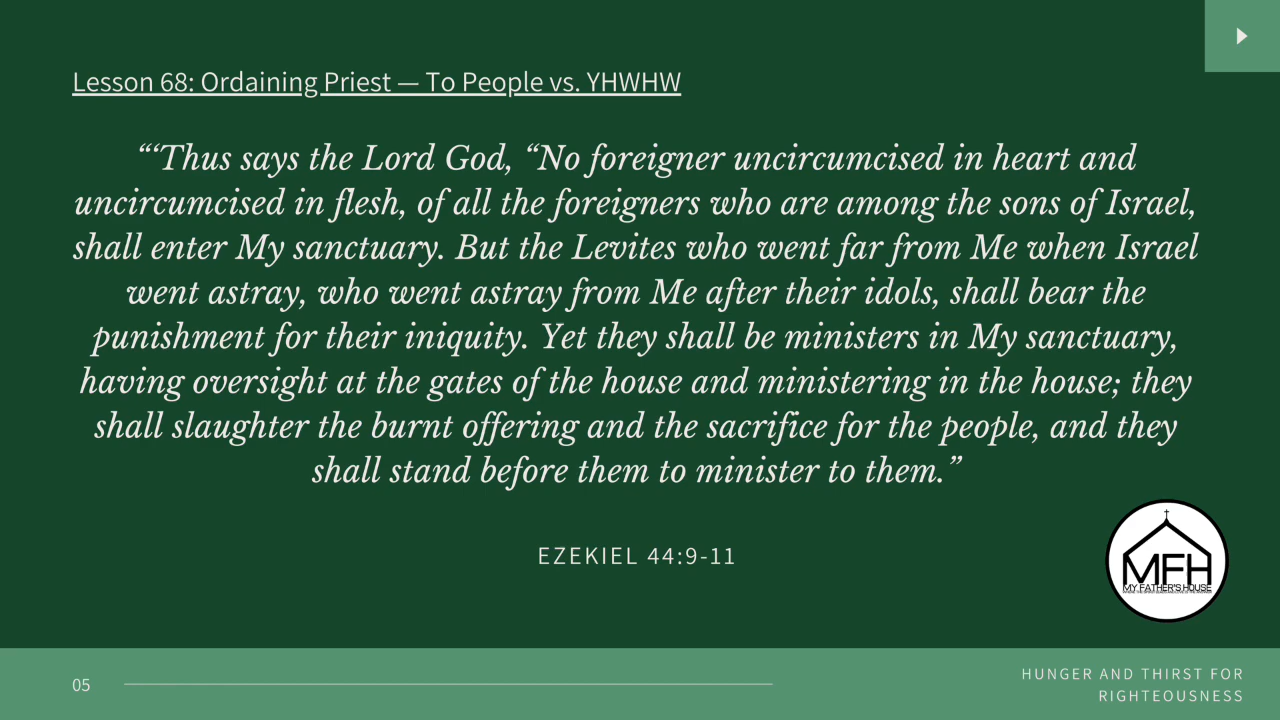 Lesson 68: Ordaining Priest — To People vs. YHWHW
“‘Thus says the Lord God, “No foreigner uncircumcised in heart and
uncircumcised in flesh, of all the foreigners who are among the sons of Israel,
shall enter My sanctuary. But the Levites who went far from Me when Israel
went astray, who went astray from Me after their idols, shall bear the
punishment for their iniquity. Yet they shall be ministers in My sanctuary,
having oversight at the gates of the house and ministering in the house; they
shall slaughter the burnt offering and the sacrifice for the people, and they
shall stand before them to minister to them.”
EZEKIEL 44:9-11
MFH
MY FATHER'S HOUSE
05
HUNGER AND THIRST FOR
RIGHTEOUSNESS